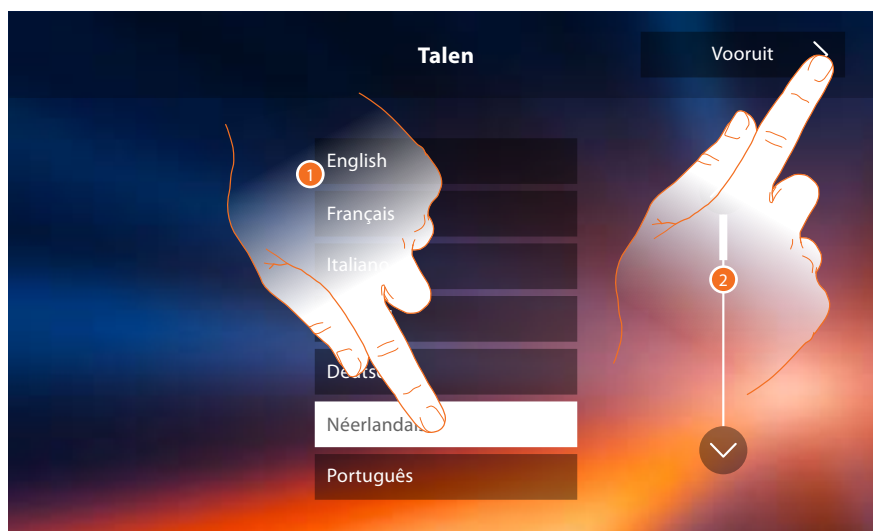 Talen
Vooruit
1
English
Français
Italiano
2
Deutsch
Néerlandais
Português